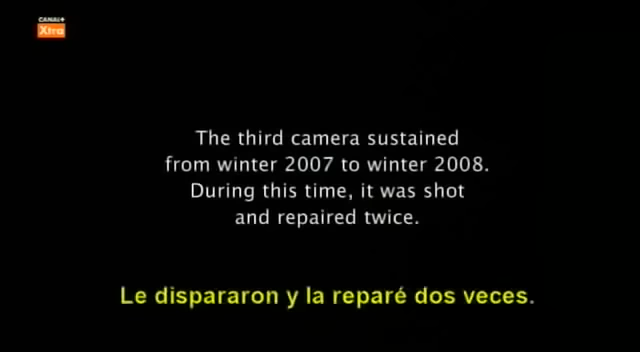 CANAL+
Xtra
The third camera sustained
from winter 2007 to winter 2008.
During this time, it was shot
and repaired twice.
Le dispararon y la reparé dos veces.